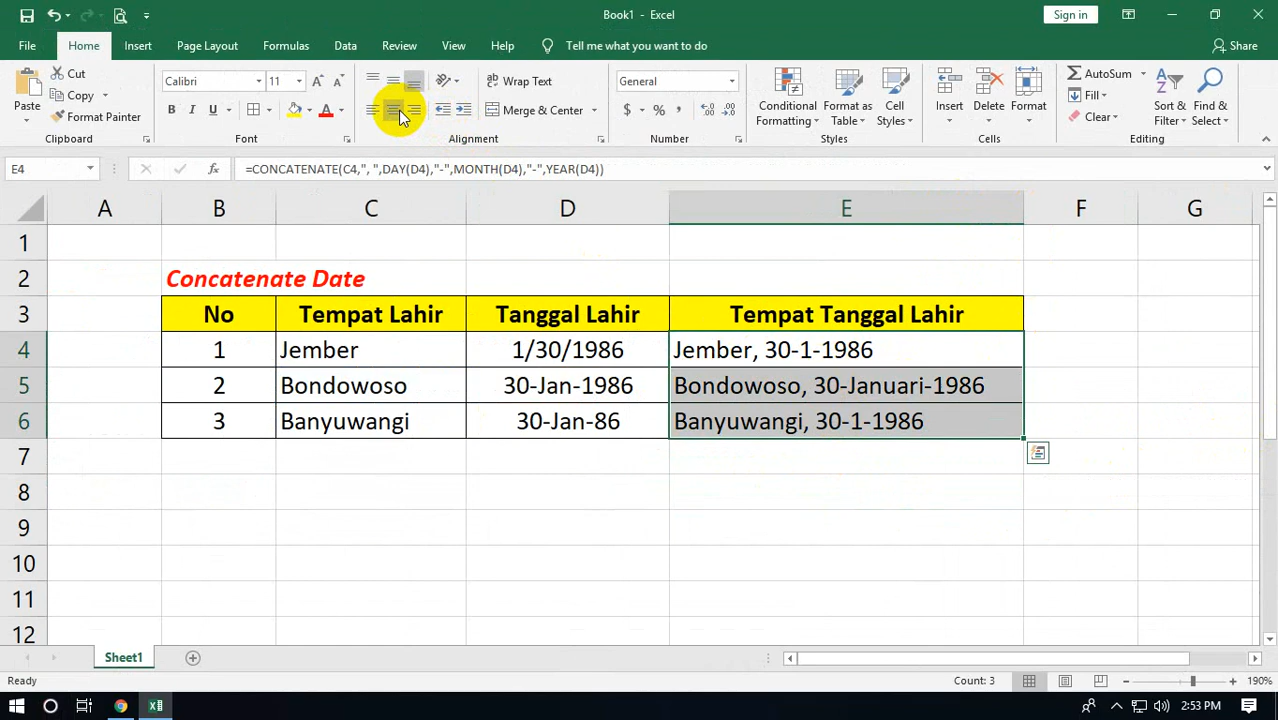 Book1 - Excel
Sign in
File Home Insert Page Layout Formulas Data Review View Help Tell me what you want to do Share
Paste
Cut
Copy
Format Painter
Clipboard
Calibri 11
B I U
Font
Wrap Text
Merge & Center
Alignment
General
$ % ,
Number
Conditional Formatting
Format as Table
Cell Styles
Styles
Insert
Delete
Format
Cells
AutoSum
Fill
Clear
Sort & Filter
Find & Select
Editing
E4 fx =CONCATENATE(C4,", ",DAY(D4),"-",MONTH(D4),"-",YEAR(D4))
A B C D E F G
1
2 Concatenate Date
3 No Tempat Lahir Tanggal Lahir Tempat Tanggal Lahir
4 1 Jember 1/30/1986 Jember, 30-1-1986
5 2 Bondowoso 30-Jan-1986 Bondowoso, 30-Januari-1986
6 3 Banyuwangi 30-Jan-86 Banyuwangi, 30-1-1986
7
8
9
10
11
12
Sheet1
Ready Count: 3 190%
2:53 PM